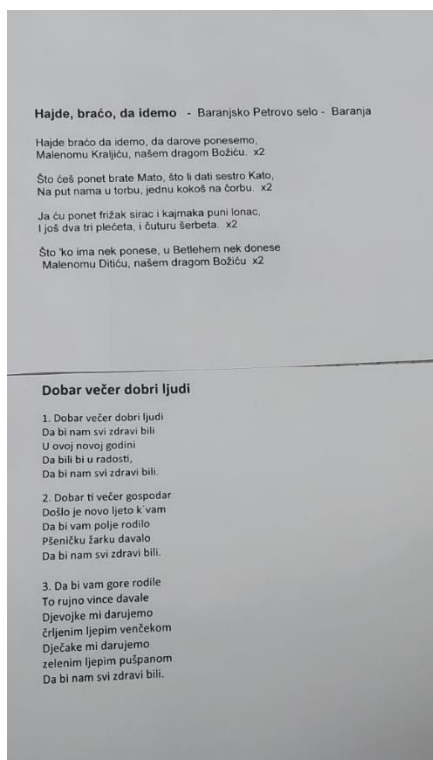 Hajde, braćo, da idemo - Baranjsko Petrovo selo - Baranja
Hajde braćo da idemo, da darove ponesemo,
Malenomu Kraljiću, našem dragom Božiću. x2
Što ćeš ponet brate Mato, što li dati sestro Kato,
Na put nama u torbu, jednu kokoš na čorbu. x2
Ja ću ponet frižak sirac i kajmaka puni lonac,
I još dva tri plećeta, i čuturu šerbeta. x2
Što 'ko ima nek ponese, u Betlehem nek donese
Malenomu Ditiću, našem dragom Božiću x2
Dobar večer dobri ljudi
1. Dobar večer dobri ljudi
Da bi nam svi zdravi bili
U ovoj novoj godini
Da bili bi u radosti,
Da bi nam svi zdravi bili.
2. Dobar ti večer gospodar
Došlo je novo ljeto k'vam
Da bi vam polje rodilo
Pšeničku žarku davalo
Da bi nam svi zdravi bili.
3. Da bi vam gore rodile
To rujno vince davale
Djevojke mi darujemo
črljenim ljepim venčekom
Dječake mi darujemo
zelenim ljepim pušpanom
Da bi nam svi zdravi bili.